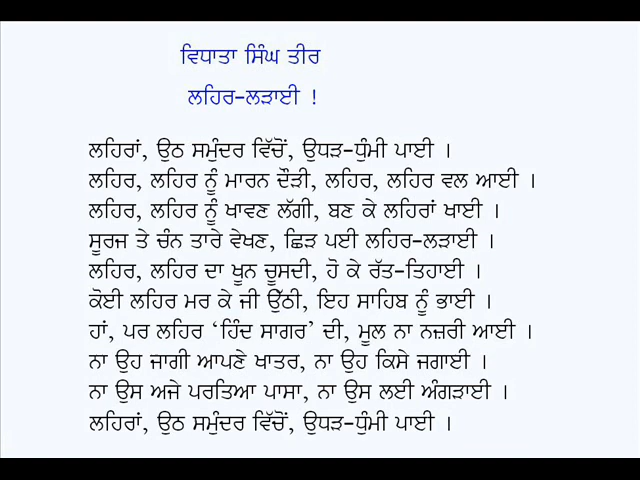 ਵਿਧਾਤਾ ਸਿੰਘ ਤੀਰ
ਲਹਿਰ-ਲੜਾਈ !
ਲਹਿਰਾਂ, ਉਠ ਸਮੁੰਦਰ ਵਿੱਚੋਂ, ਉਧੜ-ਧੁੰਮੀ ਪਾਈ ।
ਲਹਿਰ, ਲਹਿਰ ਨੂੰ ਮਾਰਨ ਦੌੜੀ, ਲਹਿਰ, ਲਹਿਰ ਵਲ ਆਈ ।
ਲਹਿਰ, ਲਹਿਰ ਨੂੰ ਖਾਵਣ ਲੱਗੀ, ਬਣ ਕੇ ਲਹਿਰਾਂ ਖਾਈ ।
ਸੂਰਜ ਤੇ ਚੰਨ ਤਾਰੇ ਵੇਖਣ, ਛਿੜ ਪਈ ਲਹਿਰ-ਲੜਾਈ ।
ਲਹਿਰ, ਲਹਿਰ ਦਾ ਖੂਨ ਚੂਸਦੀ, ਹੋ ਕੇ ਰੱਤ-ਤਿਹਾਈ ।
ਕੋਈ ਲਹਿਰ ਮਰ ਕੇ ਜੀ ਉੱਠੀ, ਇਹ ਸਾਹਿਬ ਨੂੰ ਭਾਈ ।
ਹਾਂ, ਪਰ ਲਹਿਰ ‘ਹਿੰਦ ਸਾਗਰ’ ਦੀ, ਮੂਲ ਨਾ ਨਜ਼ਰੀ ਆਈ ।
ਨਾ ਉਹ ਜਾਗੀ ਆਪਣੇ ਖਾਤਰ, ਨਾ ਉਹ ਕਿਸੇ ਜਗਾਈ ।
ਨਾ ਉਸ ਅਜੇ ਪਰਤਿਆ ਪਾਸਾ, ਨਾ ਉਸ ਲਈ ਅੰਗੜਾਈ ।
ਲਹਿਰਾਂ, ਉਠ ਸਮੁੰਦਰ ਵਿੱਚੋਂ, ਉਧੜ-ਧੁੰਮੀ ਪਾਈ ।